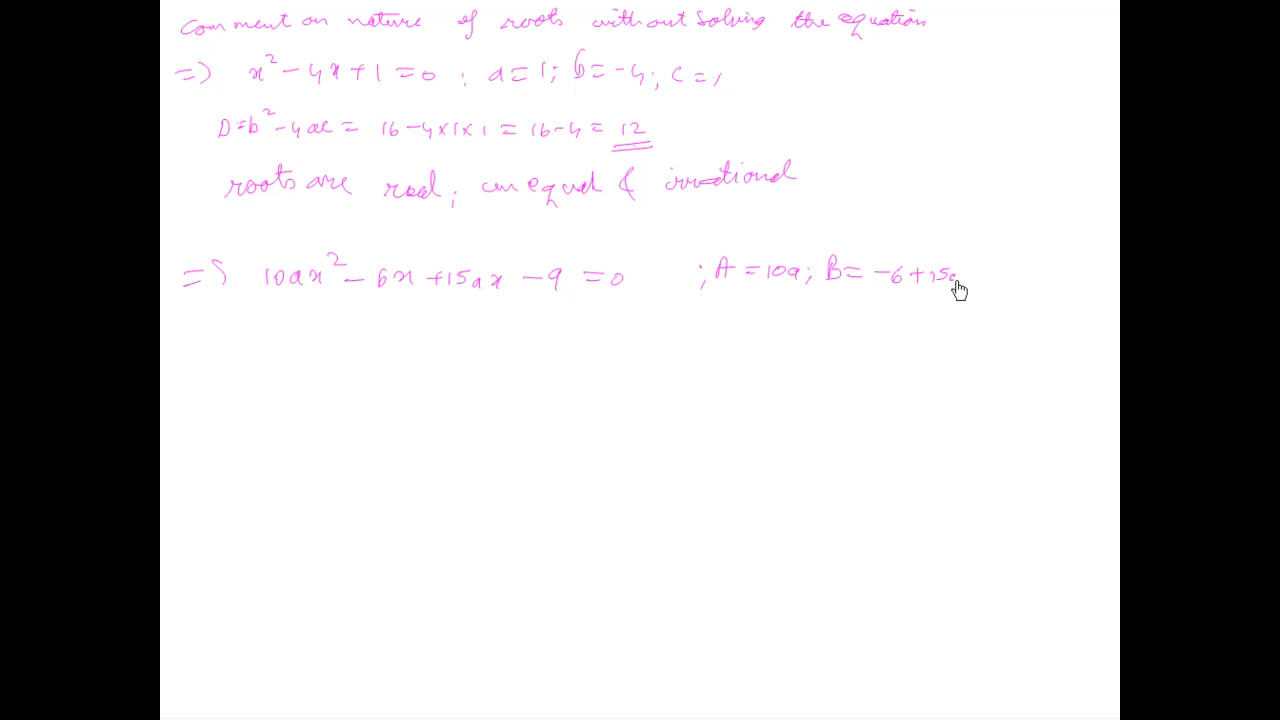 Comment on nature of roots without solving the equation
=> x² - 4x + 1 = 0 ; a = 1; b = -4; c = 1
D = b² - 4ac = 16 - 4×1×1 = 16 - 4 = 12
roots are real; unequal & irrational
=> 10ax² - 6x + 15ax - 9 = 0 ; A = 10a; B = -6 + 15a